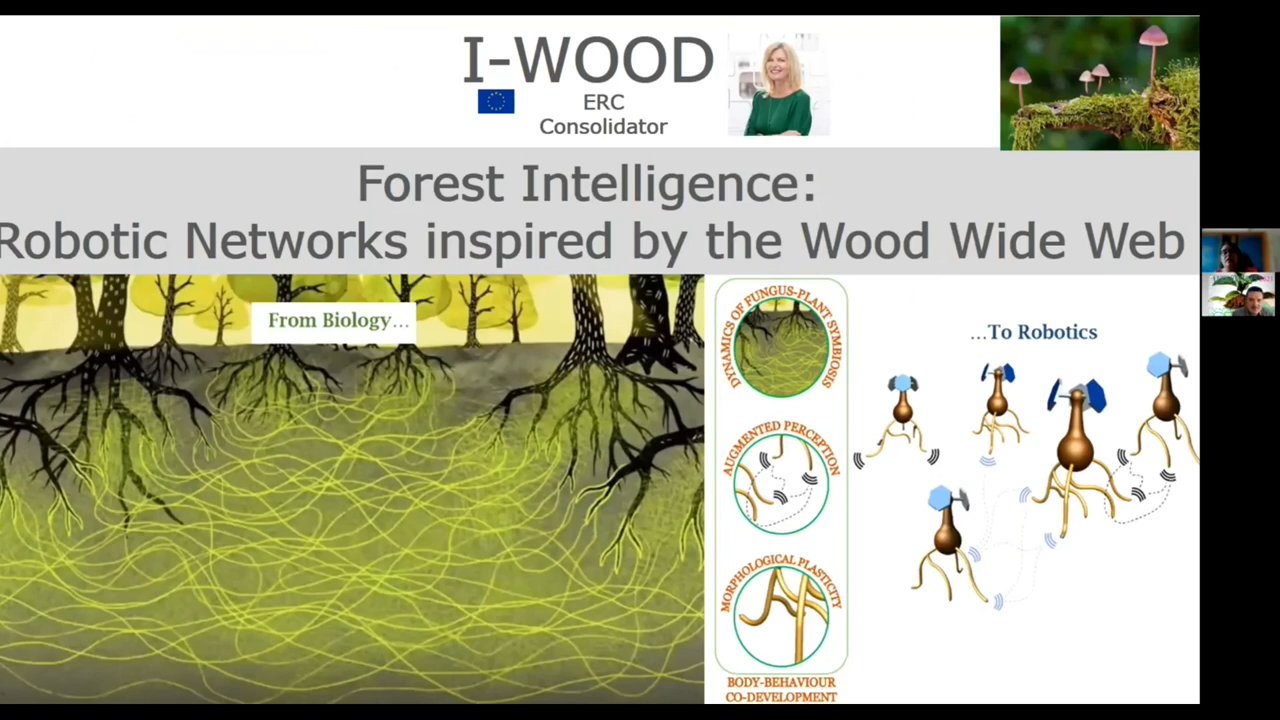 I-WOOD
ERC
Consolidator
Forest Intelligence:
Robotic Networks inspired by the Wood Wide Web
From Biology...
DYNAMICS OF FUNGUS-PLANT SYMBIOSIS
AUGMENTED PERCEPTION
MORPHOLOGICAL PLASTICITY
BODY-BEHAVIOUR
CO-DEVELOPMENT
...To Robotics